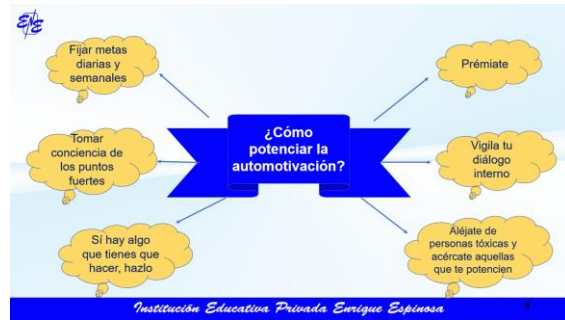 ENE
Fijar metas
diarias y
semanales
Prémiate
¿Cómo
potenciar la
automotivación?
Tomar
conciencia de
los puntos
fuertes
Vigila tu
diálogo
interno
Sí hay algo
que tienes que
hacer, hazlo
Aléjate de
personas tóxicas y
acércate aquellas
que te potencien
Institución Educativa Privada Enrique Espinosa